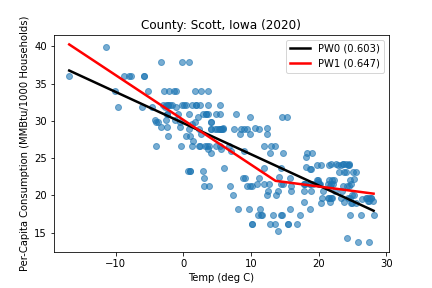 County: Scott, Iowa (2020)
Per-Capita Consumption (MMBtu/1000 Households)
40
35
30
25
20
15
PW0 (0.603)
PW1 (0.647)
−10 0 10 20 30
Temp (deg C)